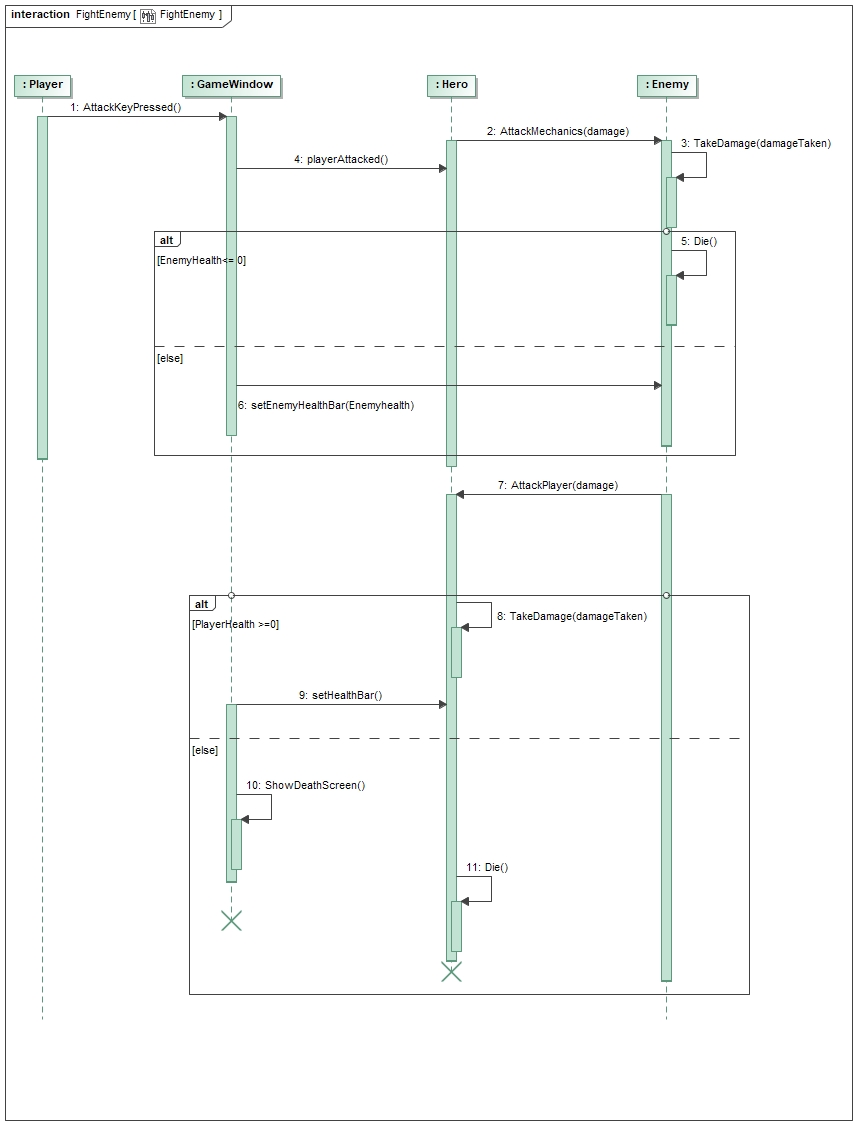 interaction FightEnemy [ FightEnemy ]
: Player
: GameWindow
: Hero
: Enemy
1: AttackKeyPressed()
2: AttackMechanics(damage)
3: TakeDamage(damageTaken)
4: playerAttacked()
alt
5: Die()
[EnemyHealth<= 0]
[else]
6: setEnemyHealthBar(Enemyhealth)
7: AttackPlayer(damage)
alt
8: TakeDamage(damageTaken)
[PlayerHealth >=0]
9: setHealthBar()
[else]
10: ShowDeathScreen()
11: Die()